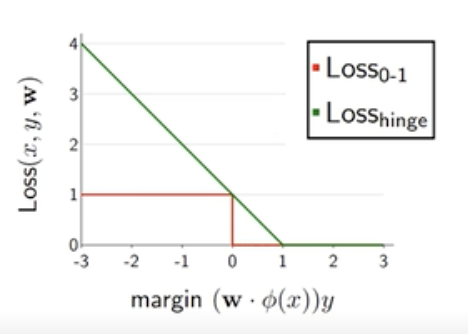 Loss(x, y, w)
4
3
2
1
0
-3 -2 -1 0 1 2 3
margin (w · ϕ(x))y
Loss0-1
Losshinge